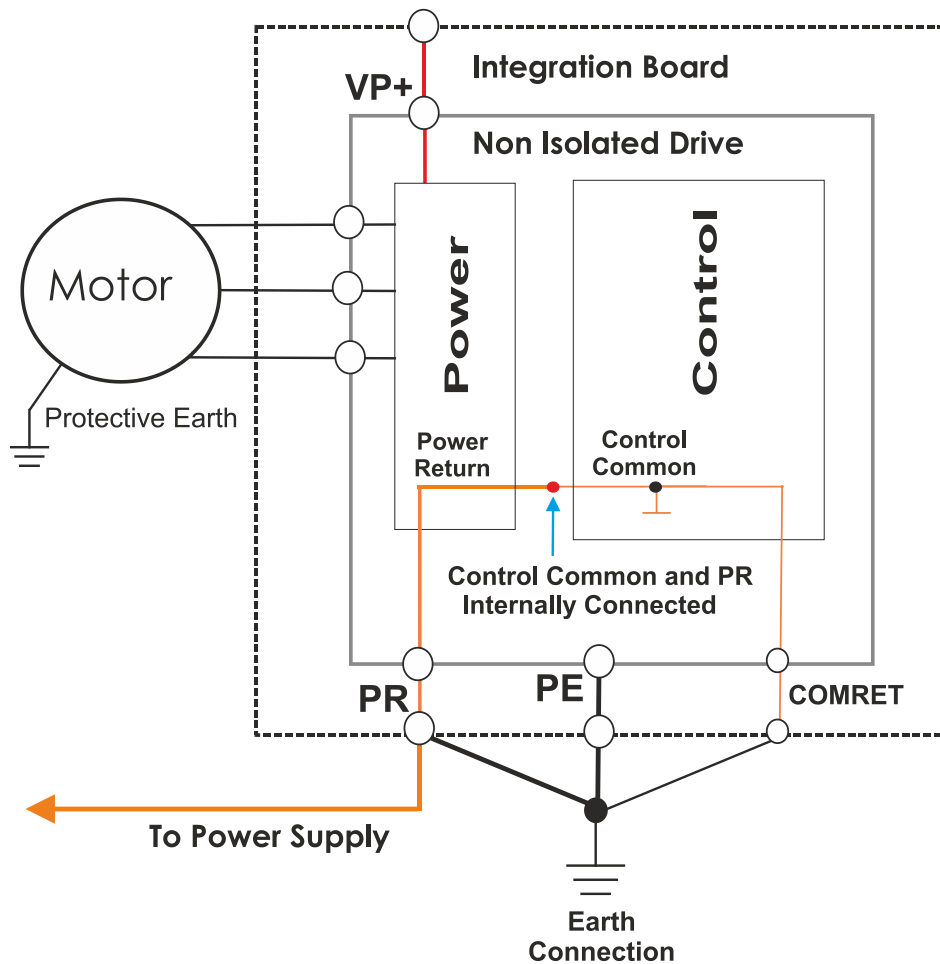 Integration Board
VP+
Non Isolated Drive
Motor
Power
Control
Protective Earth
Power
Return
Control
Common
Control Common and PR
Internally Connected
PR
PE
COMRET
To Power Supply
Earth
Connection